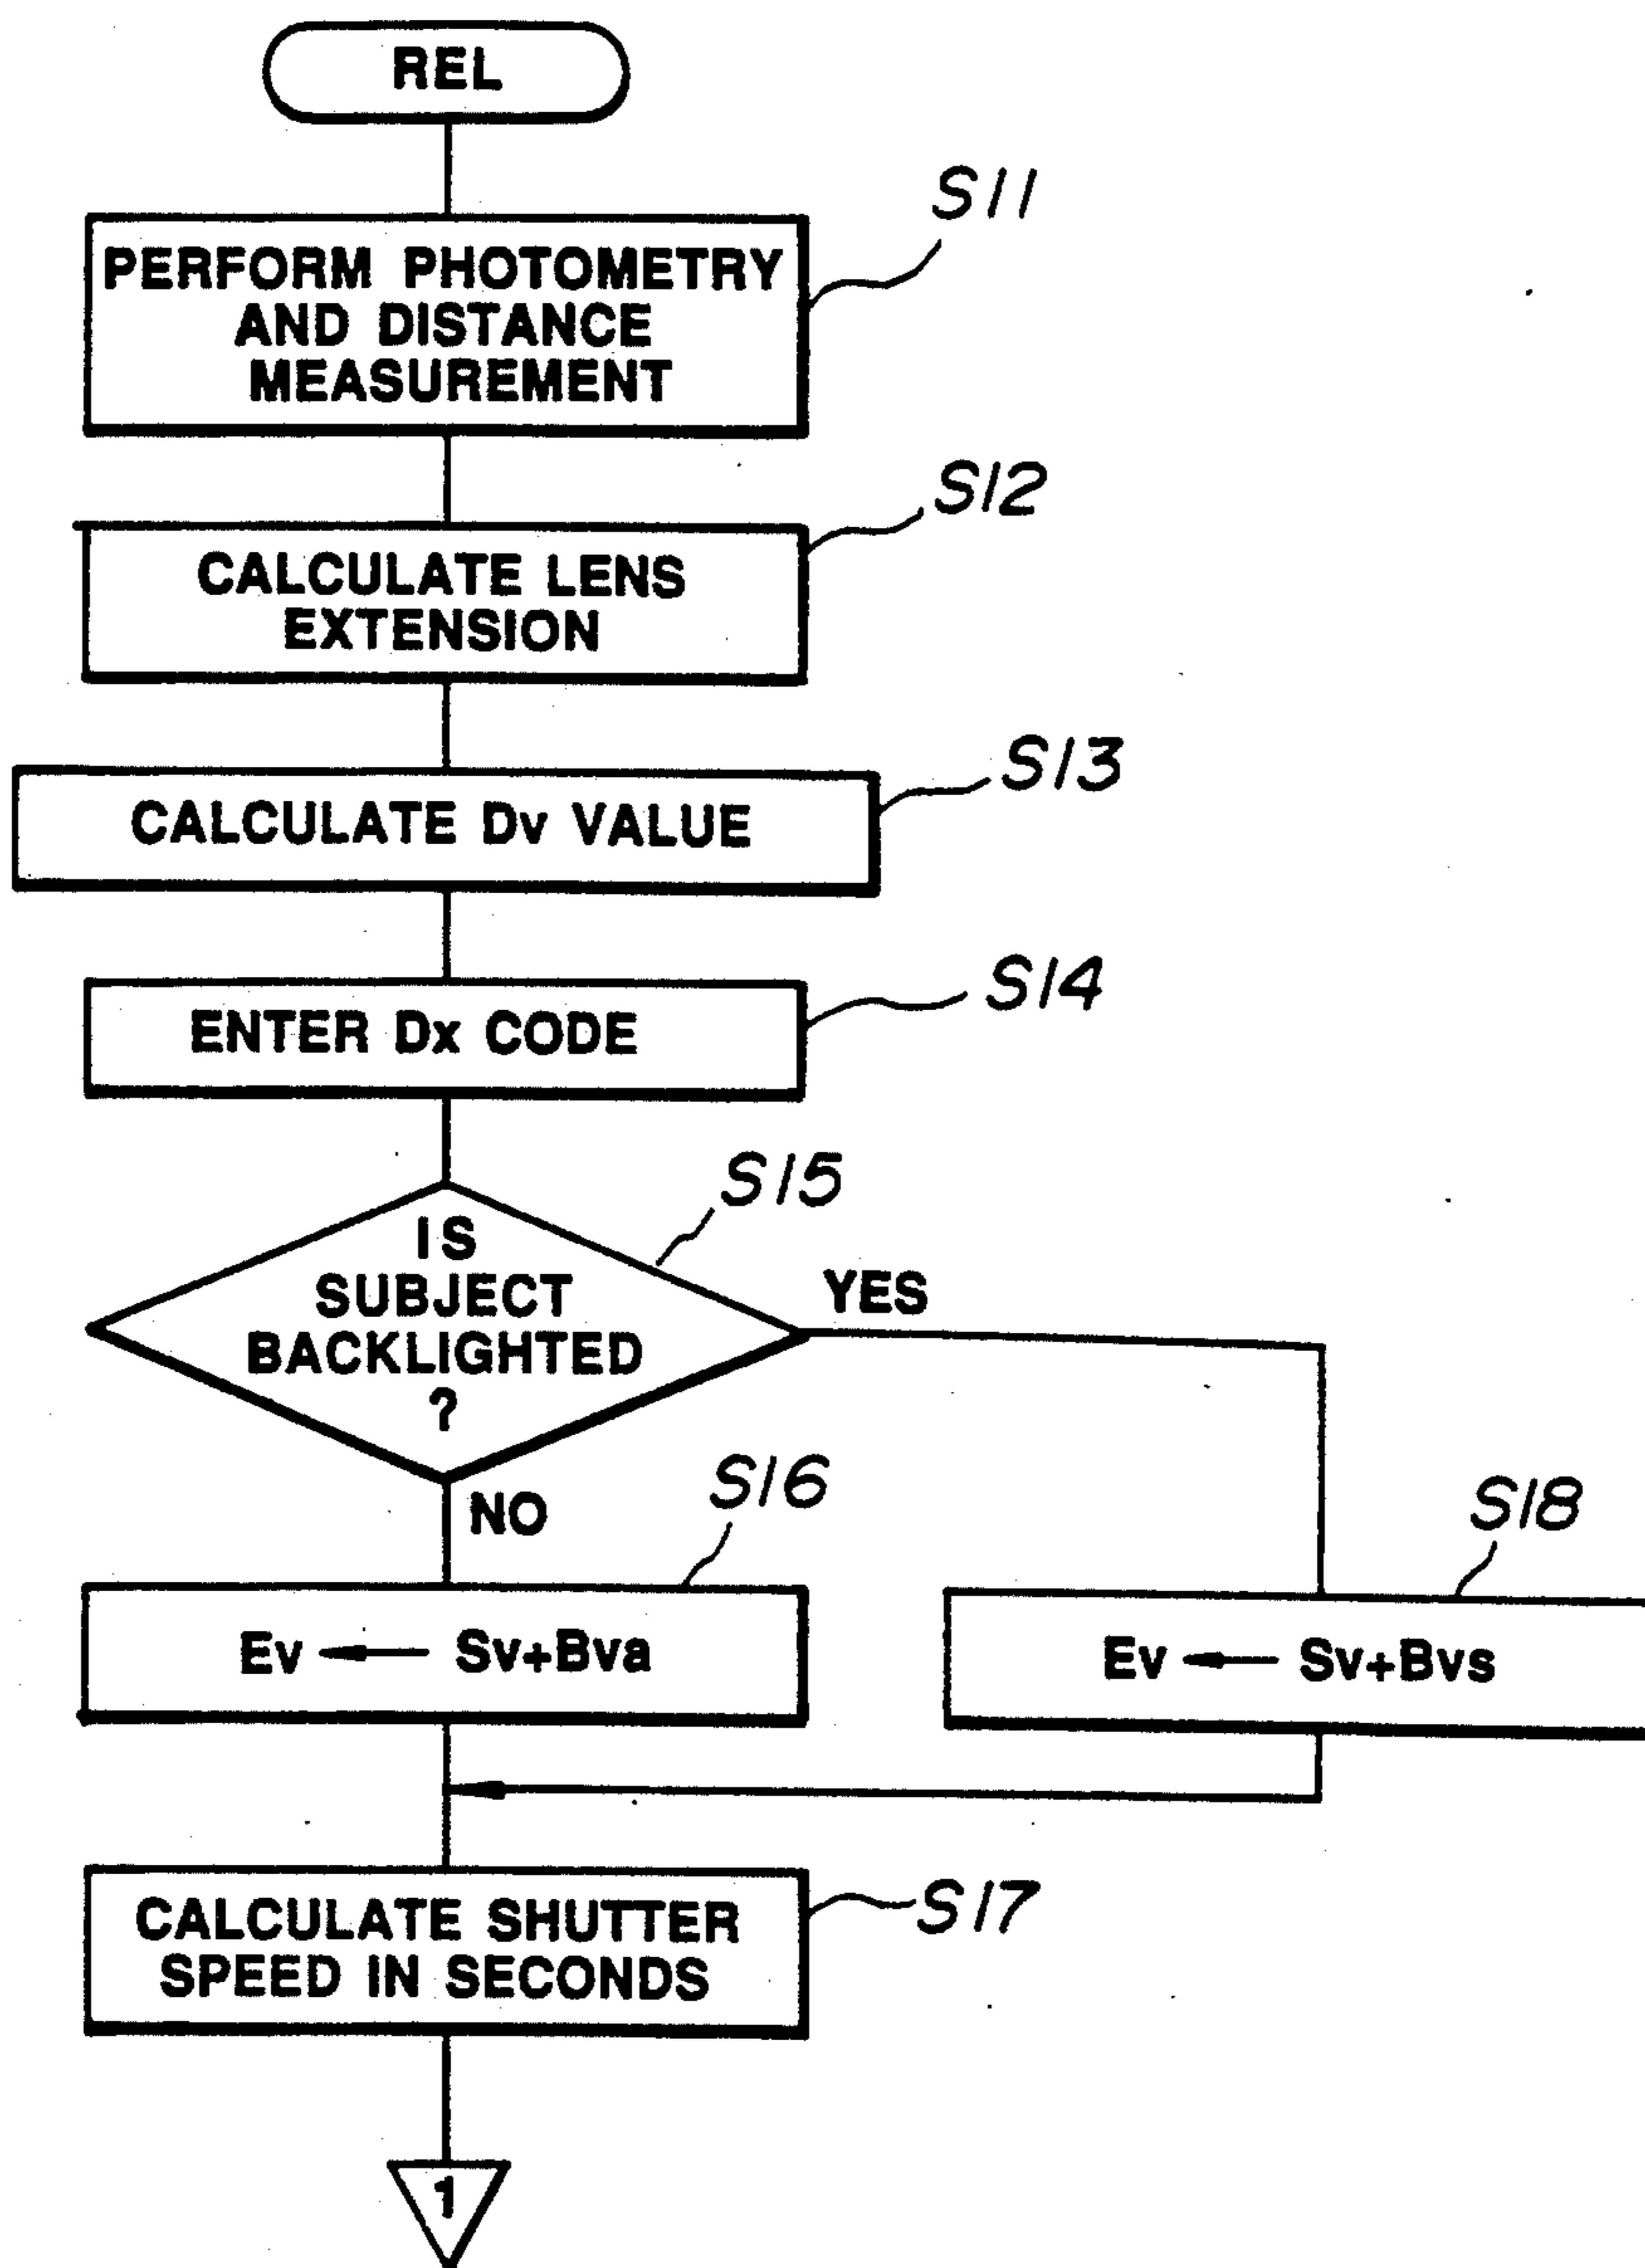 REL
S11
PERFORM PHOTOMETRY
AND DISTANCE
MEASUREMENT
S12
CALCULATE LENS
EXTENSION
S13
CALCULATE Dv VALUE
S14
ENTER Dx CODE
S15
IS
SUBJECT
BACKLIGHTED
?
YES
NO
S16
Ev ← Sv+Bva
S18
Ev ← Sv+Bvs
S17
CALCULATE SHUTTER
SPEED IN SECONDS
1